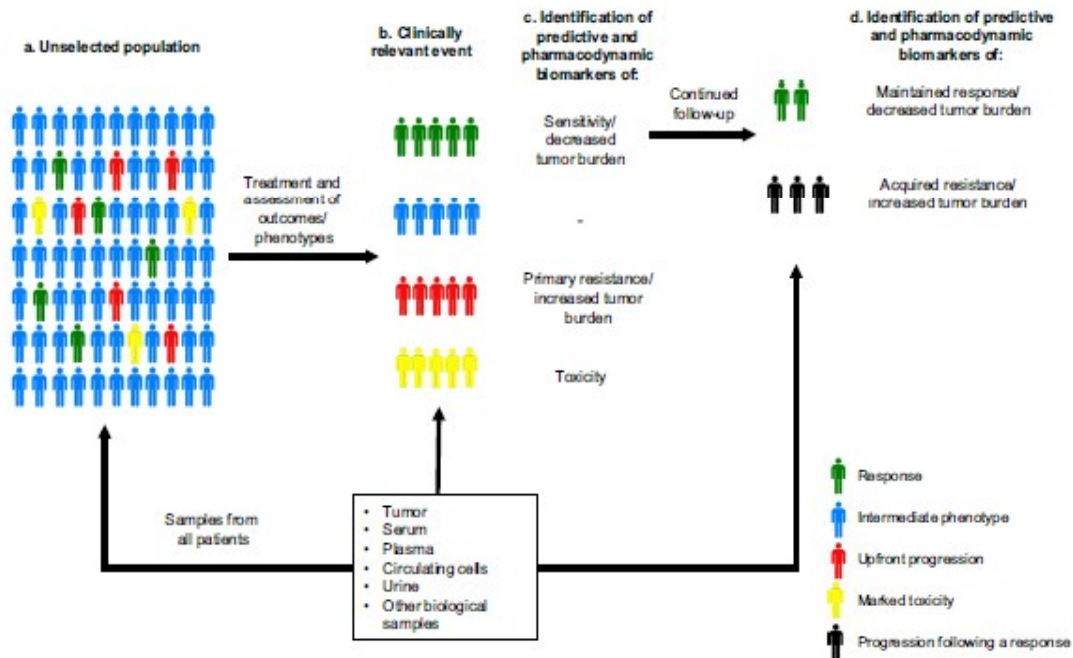 a. Unselected population
b. Clinically
relevant event
c. Identification of
predictive and
pharmacodynamic
biomarkers of:
d. Identification of predictive
and pharmacodynamic
biomarkers of:
Treatment and
assessment of
outcomes/
phenotypes
Sensitivity/
decreased
tumor burden
-
Primary resistance/
increased tumor
burden
Toxicity
Continued
follow-up
Maintained response/
decreased tumor burden
Acquired resistance/
increased tumor burden
Samples from
all patients
• Tumor
• Serum
• Plasma
• Circulating cells
• Urine
• Other biological
samples
Response
Intermediate phenotype
Upfront progression
Marked toxicity
Progression following a response